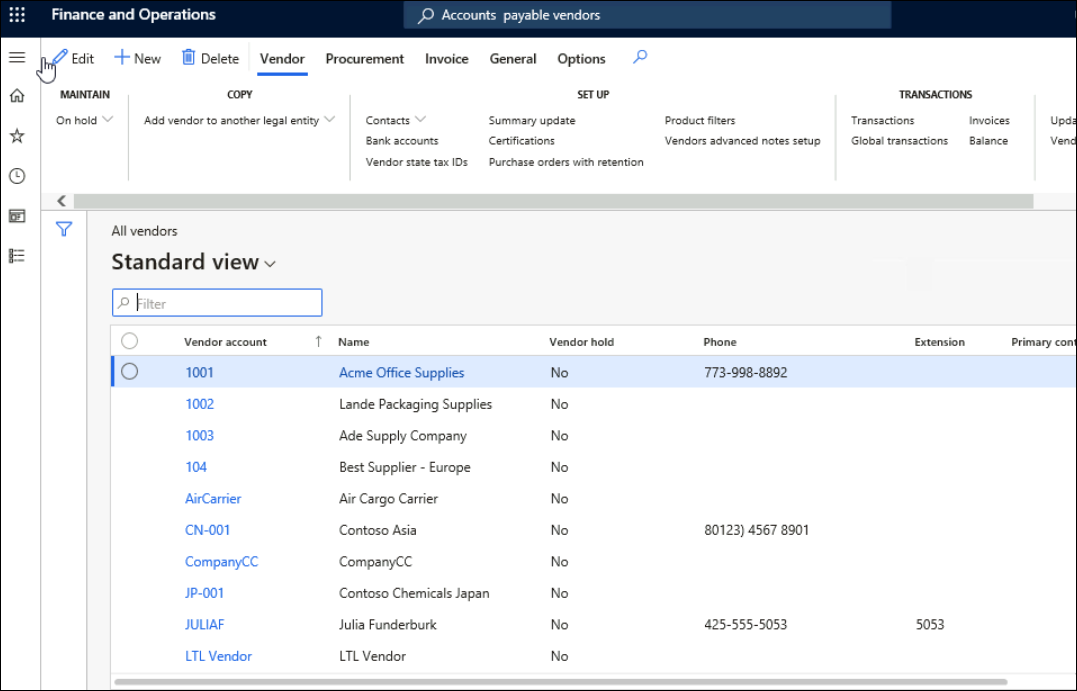 Finance and Operations
Accounts payable vendors
Edit New Delete Vendor Procurement Invoice General Options
MAINTAIN COPY SET UP TRANSACTIONS
On hold Add vendor to another legal entity Contacts Summary update Product filters Transactions Invoices Upda
Bank accounts Certifications Vendors advanced notes setup Global transactions Balance Vend
Vendor state tax IDs Purchase orders with retention
All vendors
Standard view
Filter
Vendor account Name Vendor hold Phone Extension Primary cont
1001 Acme Office Supplies No 773-998-8892
1002 Lande Packaging Supplies No
1003 Ade Supply Company No
104 Best Supplier - Europe No
AirCarrier Air Cargo Carrier No
CN-001 Contoso Asia No 80123) 4567 8901
CompanyCC CompanyCC No
JP-001 Contoso Chemicals Japan No
JULIAF Julia Funderburk No 425-555-5053 5053
LTL Vendor LTL Vendor No